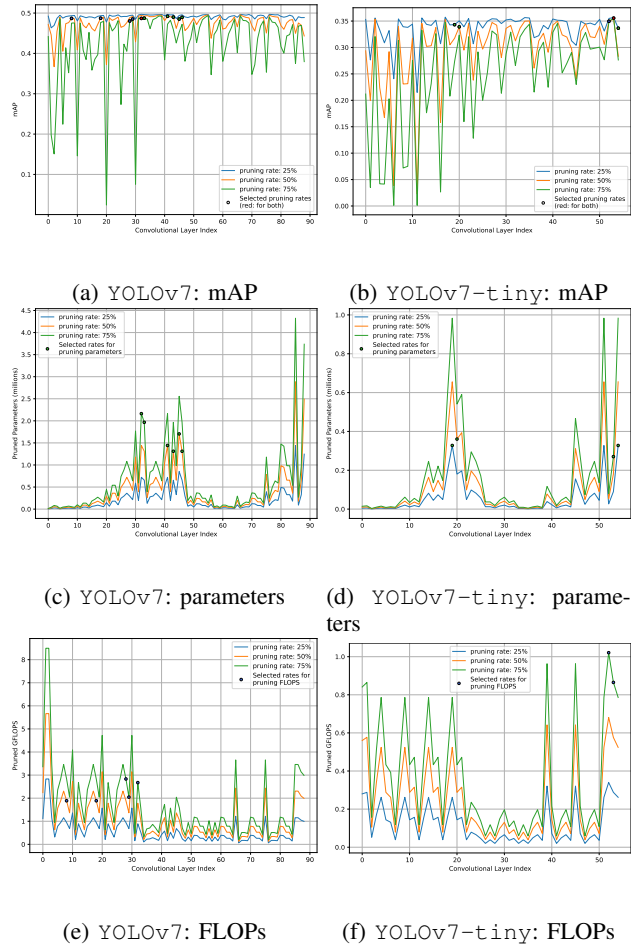 0.5
0.4
0.3
0.2
0.1
mAP
pruning rate: 25%
pruning rate: 50%
pruning rate: 75%
Selected pruning rates
(red: for both)
0 10 20 30 40 50 60 70 80 90
Convolutional Layer Index
(a) YOLOv7: mAP
0.35
0.30
0.25
0.20
0.15
0.10
0.05
0.00
mAP
pruning rate: 25%
pruning rate: 50%
pruning rate: 75%
Selected pruning rates
(red: for both)
0 10 20 30 40 50
Convolutional Layer Index
(b) YOLOv7-tiny: mAP
4.5
4.0
3.5
3.0
2.5
2.0
1.5
1.0
0.5
0.0
Pruned Parameters (millions)
pruning rate: 25%
pruning rate: 50%
pruning rate: 75%
Selected rates for
pruning parameters
0 10 20 30 40 50 60 70 80 90
Convolutional Layer Index
(c) YOLOv7: parameters
1.0
0.8
0.6
0.4
0.2
0.0
Pruned Parameters (millions)
pruning rate: 25%
pruning rate: 50%
pruning rate: 75%
Selected rates for
pruning parameters
0 10 20 30 40 50
Convolutional Layer Index
(d) YOLOv7-tiny: parame-
ters
8
7
6
5
4
3
2
1
0
Pruned GFLOPS
pruning rate: 25%
pruning rate: 50%
pruning rate: 75%
Selected rates for
pruning FLOPS
0 10 20 30 40 50 60 70 80 90
Convolutional Layer Index
(e) YOLOv7: FLOPs
1.0
0.8
0.6
0.4
0.2
0.0
Pruned GFLOPS
pruning rate: 25%
pruning rate: 50%
pruning rate: 75%
Selected rates for
pruning FLOPS
0 10 20 30 40 50
Convolutional Layer Index
(f) YOLOv7-tiny: FLOPs